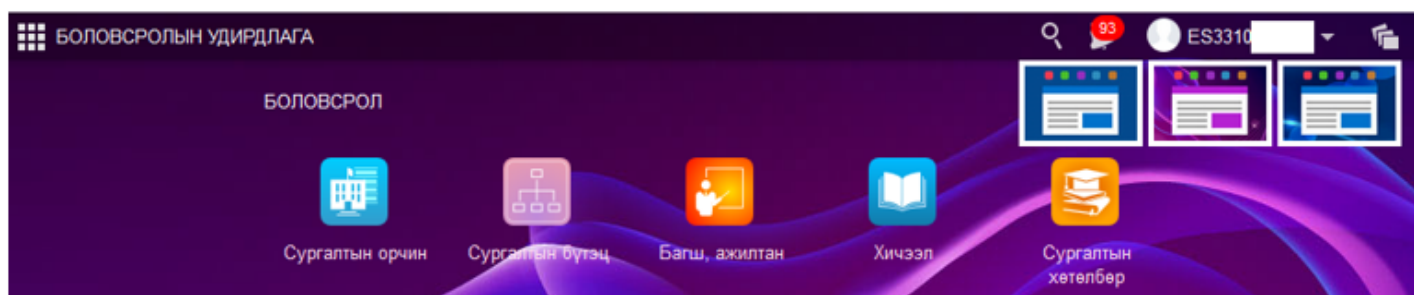 БОЛОВСРОЛЫН УДИРДЛАГА
93
ES3310
БОЛОВСРОЛ
Сургалтын орчин
Сургалтын бүтэц
Багш, ажилтан
Хичээл
Сургалтын
хөтөлбөр